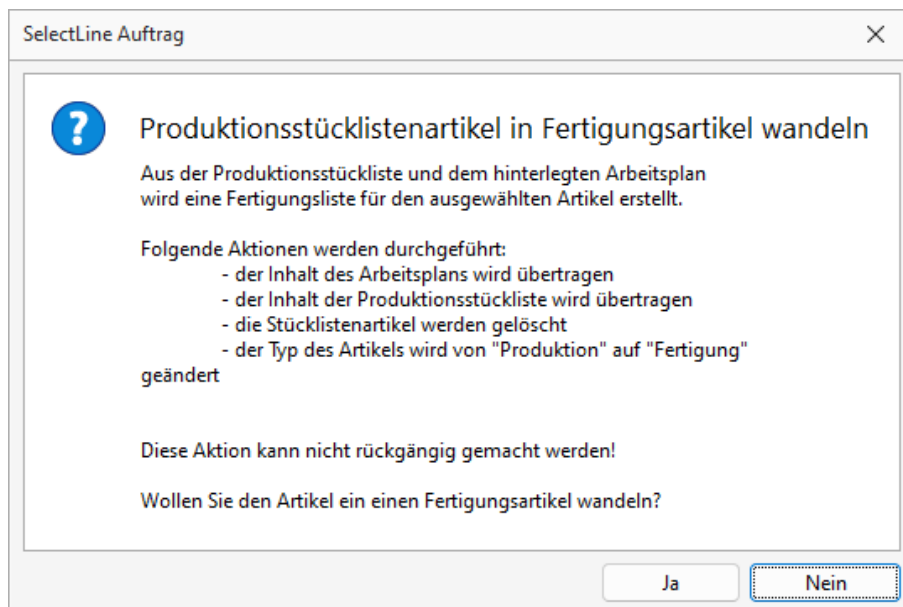 SelectLine Auftrag
Produktionsstücklistenartikel in Fertigungsartikel wandeln
Aus der Produktionsstückliste und dem hinterlegten Arbeitsplan
wird eine Fertigungsliste für den ausgewählten Artikel erstellt.
Folgende Aktionen werden durchgeführt:
- der Inhalt des Arbeitsplans wird übertragen
- der Inhalt der Produktionsstückliste wird übertragen
- die Stücklistenartikel werden gelöscht
- der Typ des Artikels wird von "Produktion" auf "Fertigung"
geändert
Diese Aktion kann nicht rückgängig gemacht werden!
Wollen Sie den Artikel ein einen Fertigungsartikel wandeln?
Ja
Nein